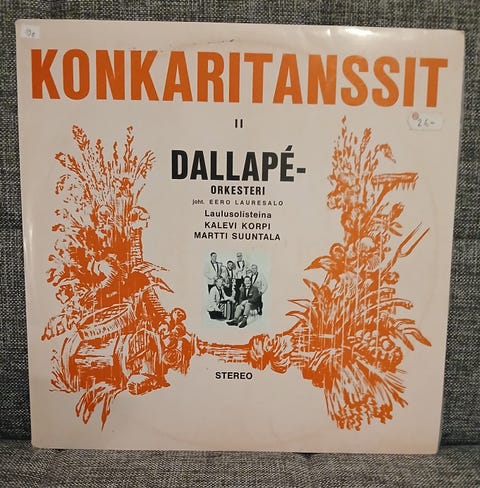 KONKARITANSSIT
II
DALLAPÉ-
ORKESTERI
joht. EERO LAURESALO
Laulusolisteina
KALEVI KORPI
MARTTI SUUNTALA
STEREO